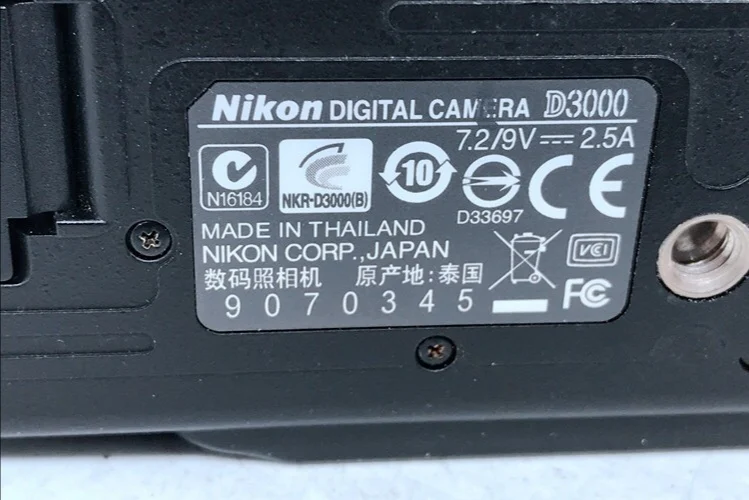 Nikon DIGITAL CAMERA D3000
7.2/9V ⎓ 2.5A
N16184
NKR-D3000(B)
10
D33697
CE
MADE IN THAILAND
NIKON CORP.,JAPAN
数码照相机 原产地:泰国
9070345
VCI
FC